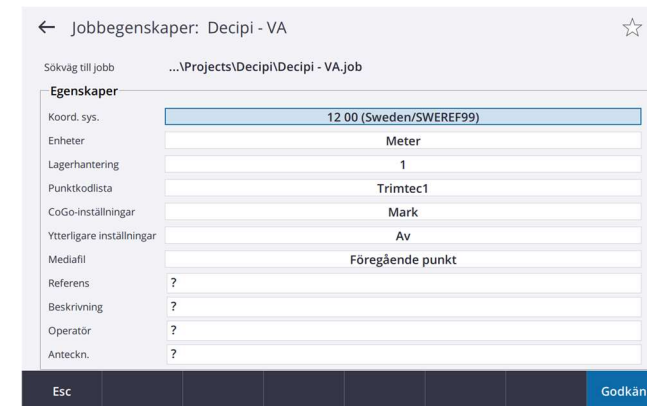 ← Jobbegenskaper: Decipi - VA
Sökväg till jobb ...\Projects\Decipi\Decipi - VA.job
Egenskaper
Koord. sys. 12 00 (Sweden/SWEREF99)
Enheter Meter
Lagerhantering 1
Punktkodlista Trimtec1
CoGo-inställningar Mark
Ytterligare inställningar Av
Mediafil Föregående punkt
Referens ?
Beskrivning ?
Operatör ?
Anteckn. ?
Esc Godkän